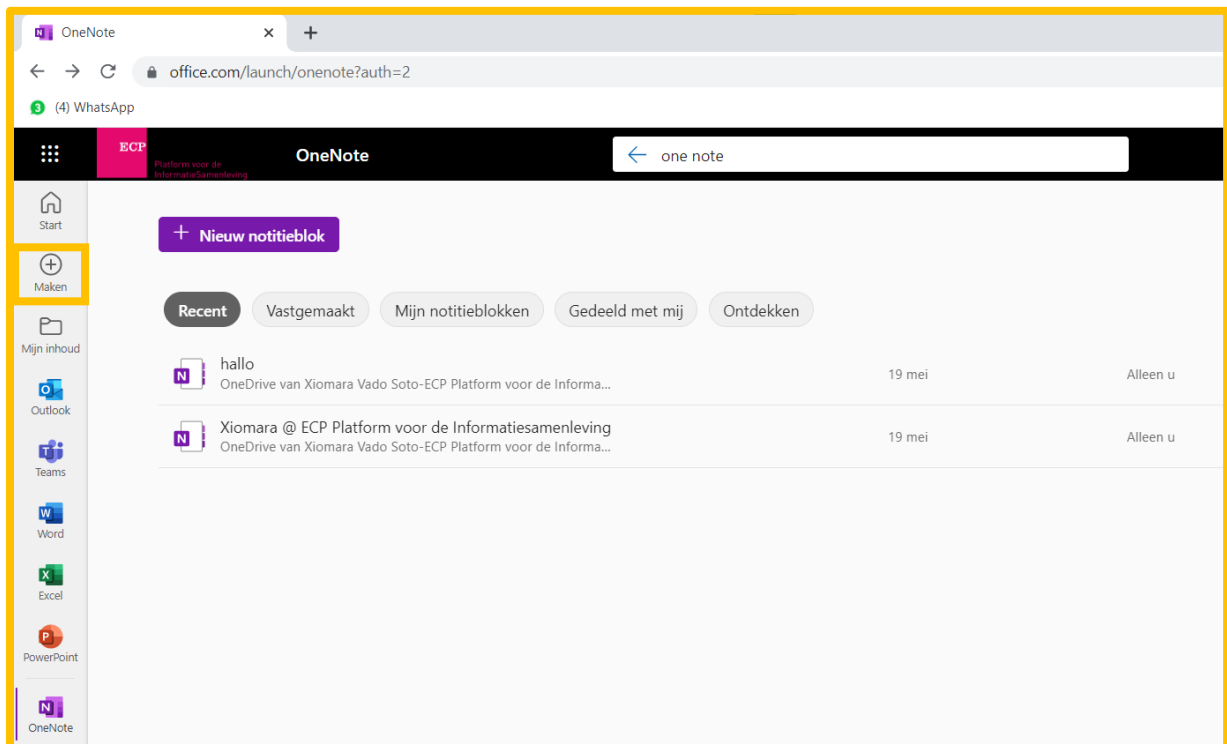 OneNote
office.com/launch/onenote?auth=2
3 (4) WhatsApp
ECP
Platform voor de
InformatieSamenleving
OneNote
one note
Start
Maken
Mijn inhoud
Outlook
Teams
Word
Excel
PowerPoint
OneNote
+ Nieuw notitieblok
Recent Vastgemaakt Mijn notitieblokken Gedeeld met mij Ontdekken
hallo
OneDrive van Xiomara Vado Soto-ECP Platform voor de Informa...
19 mei
Alleen u
Xiomara @ ECP Platform voor de Informatiesamenleving
OneDrive van Xiomara Vado Soto-ECP Platform voor de Informa...
19 mei
Alleen u